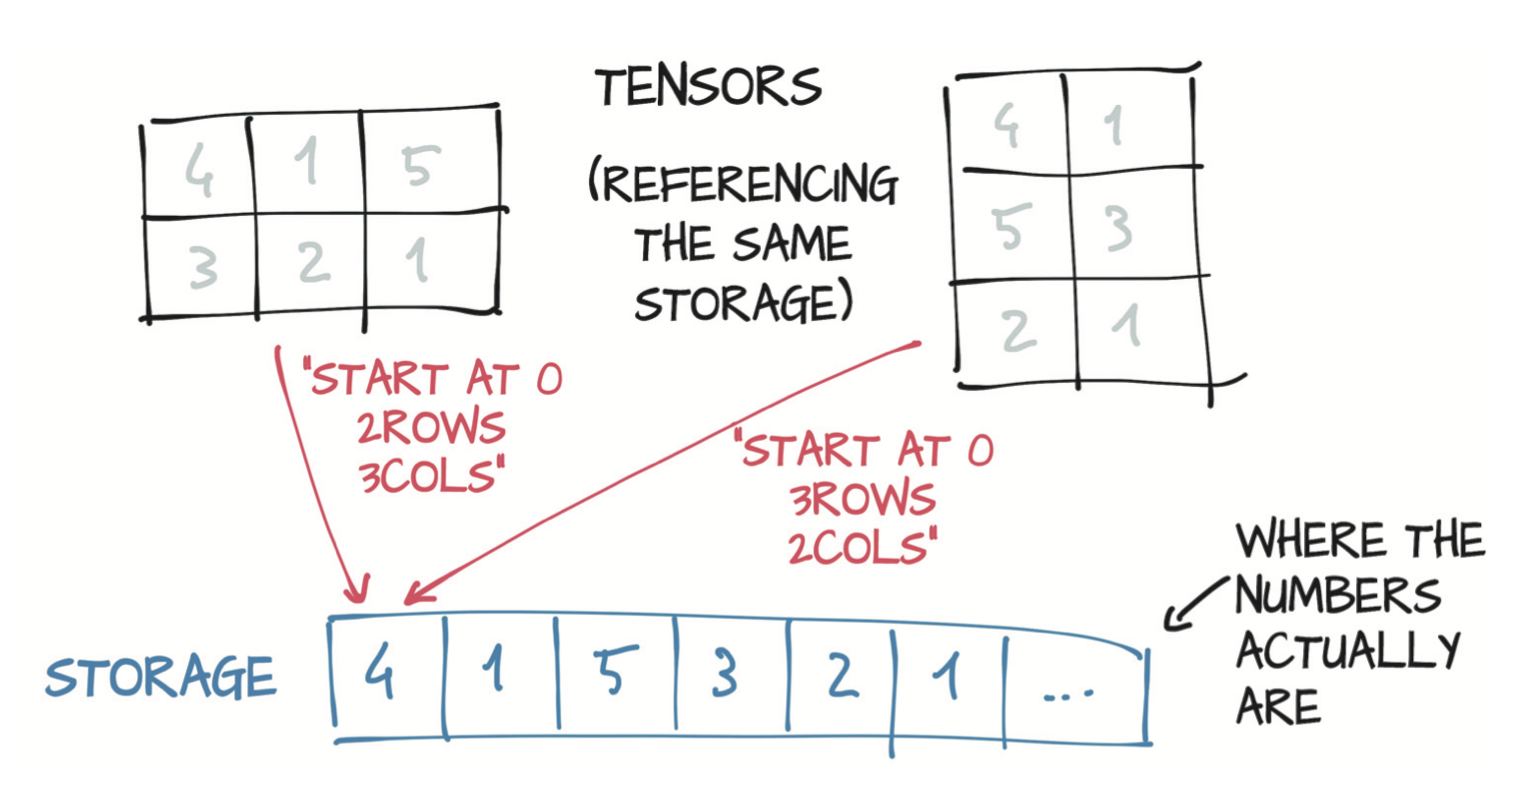 TENSORS
(REFERENCING
THE SAME
STORAGE)
4 1 5
3 2 1
4 1
5 3
2 1
"START AT 0
2ROWS
3COLS"
"START AT 0
3ROWS
2COLS"
WHERE THE
NUMBERS
ACTUALLY
ARE
STORAGE
4 1 5 3 2 1 ...